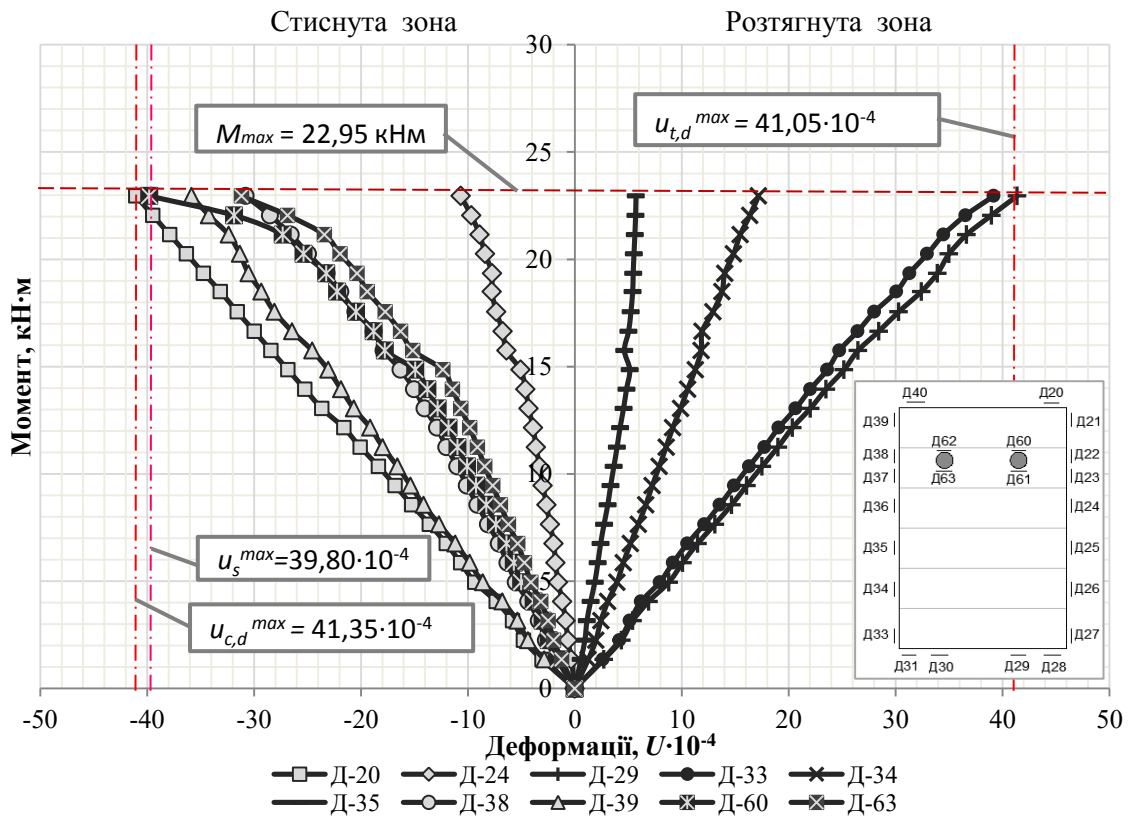 Стиснута зона
Розтягнута зона
30
25
20
15
10
5
0
Момент, кН·м
Mmax = 22,95 кНм
ut,d max = 41,05·10-4
us max=39,80·10-4
uc,d max = 41,35·10-4
Д40
Д20
Д39
Д21
Д38
Д62
Д60
Д22
Д37
Д63
Д61
Д23
Д36
Д24
Д35
Д25
Д34
Д26
Д33
Д27
Д31
Д30
Д29
Д28
-50
-40
-30
-20
-10
0
10
20
30
40
50
Деформації, U·10-4
Д-20
Д-24
Д-29
Д-33
Д-34
Д-35
Д-38
Д-39
Д-60
Д-63